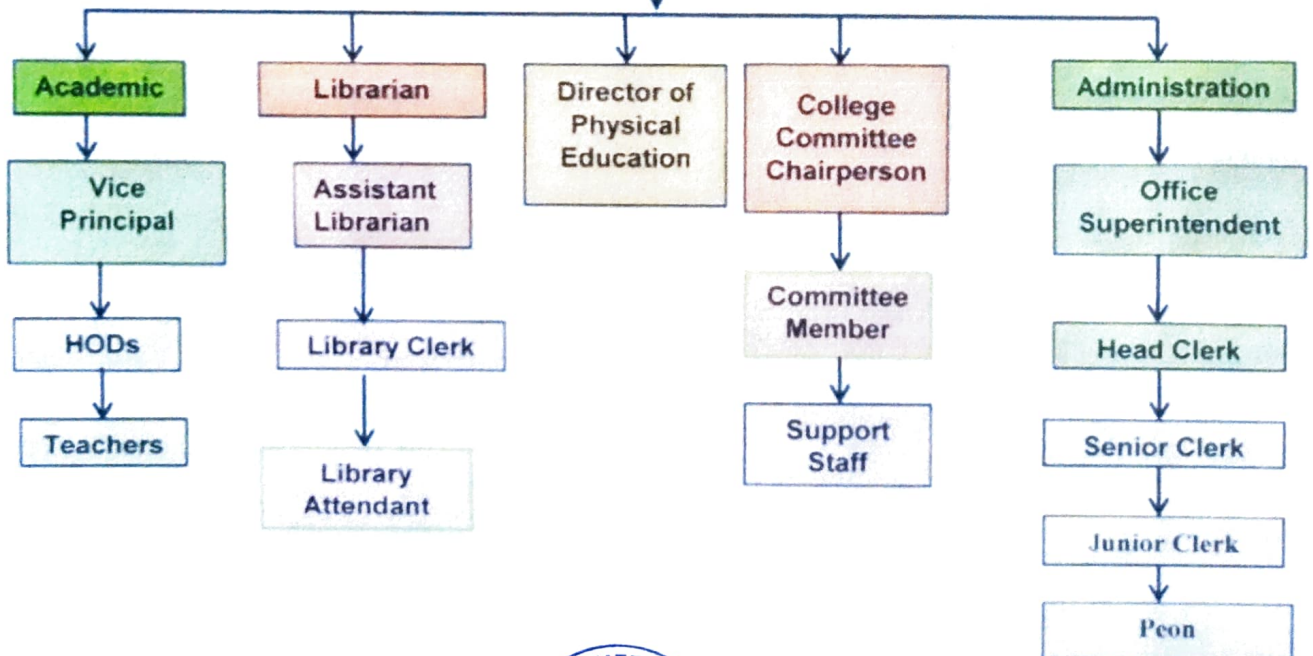 Academic
Vice
Principal
HODs
Teachers
Librarian
Assistant
Librarian
Library Clerk
Library
Attendant
Director of
Physical
Education
College
Committee
Chairperson
Committee
Member
Support
Staff
Administration
Office
Superintendent
Head Clerk
Senior Clerk
Junior Clerk
Peon